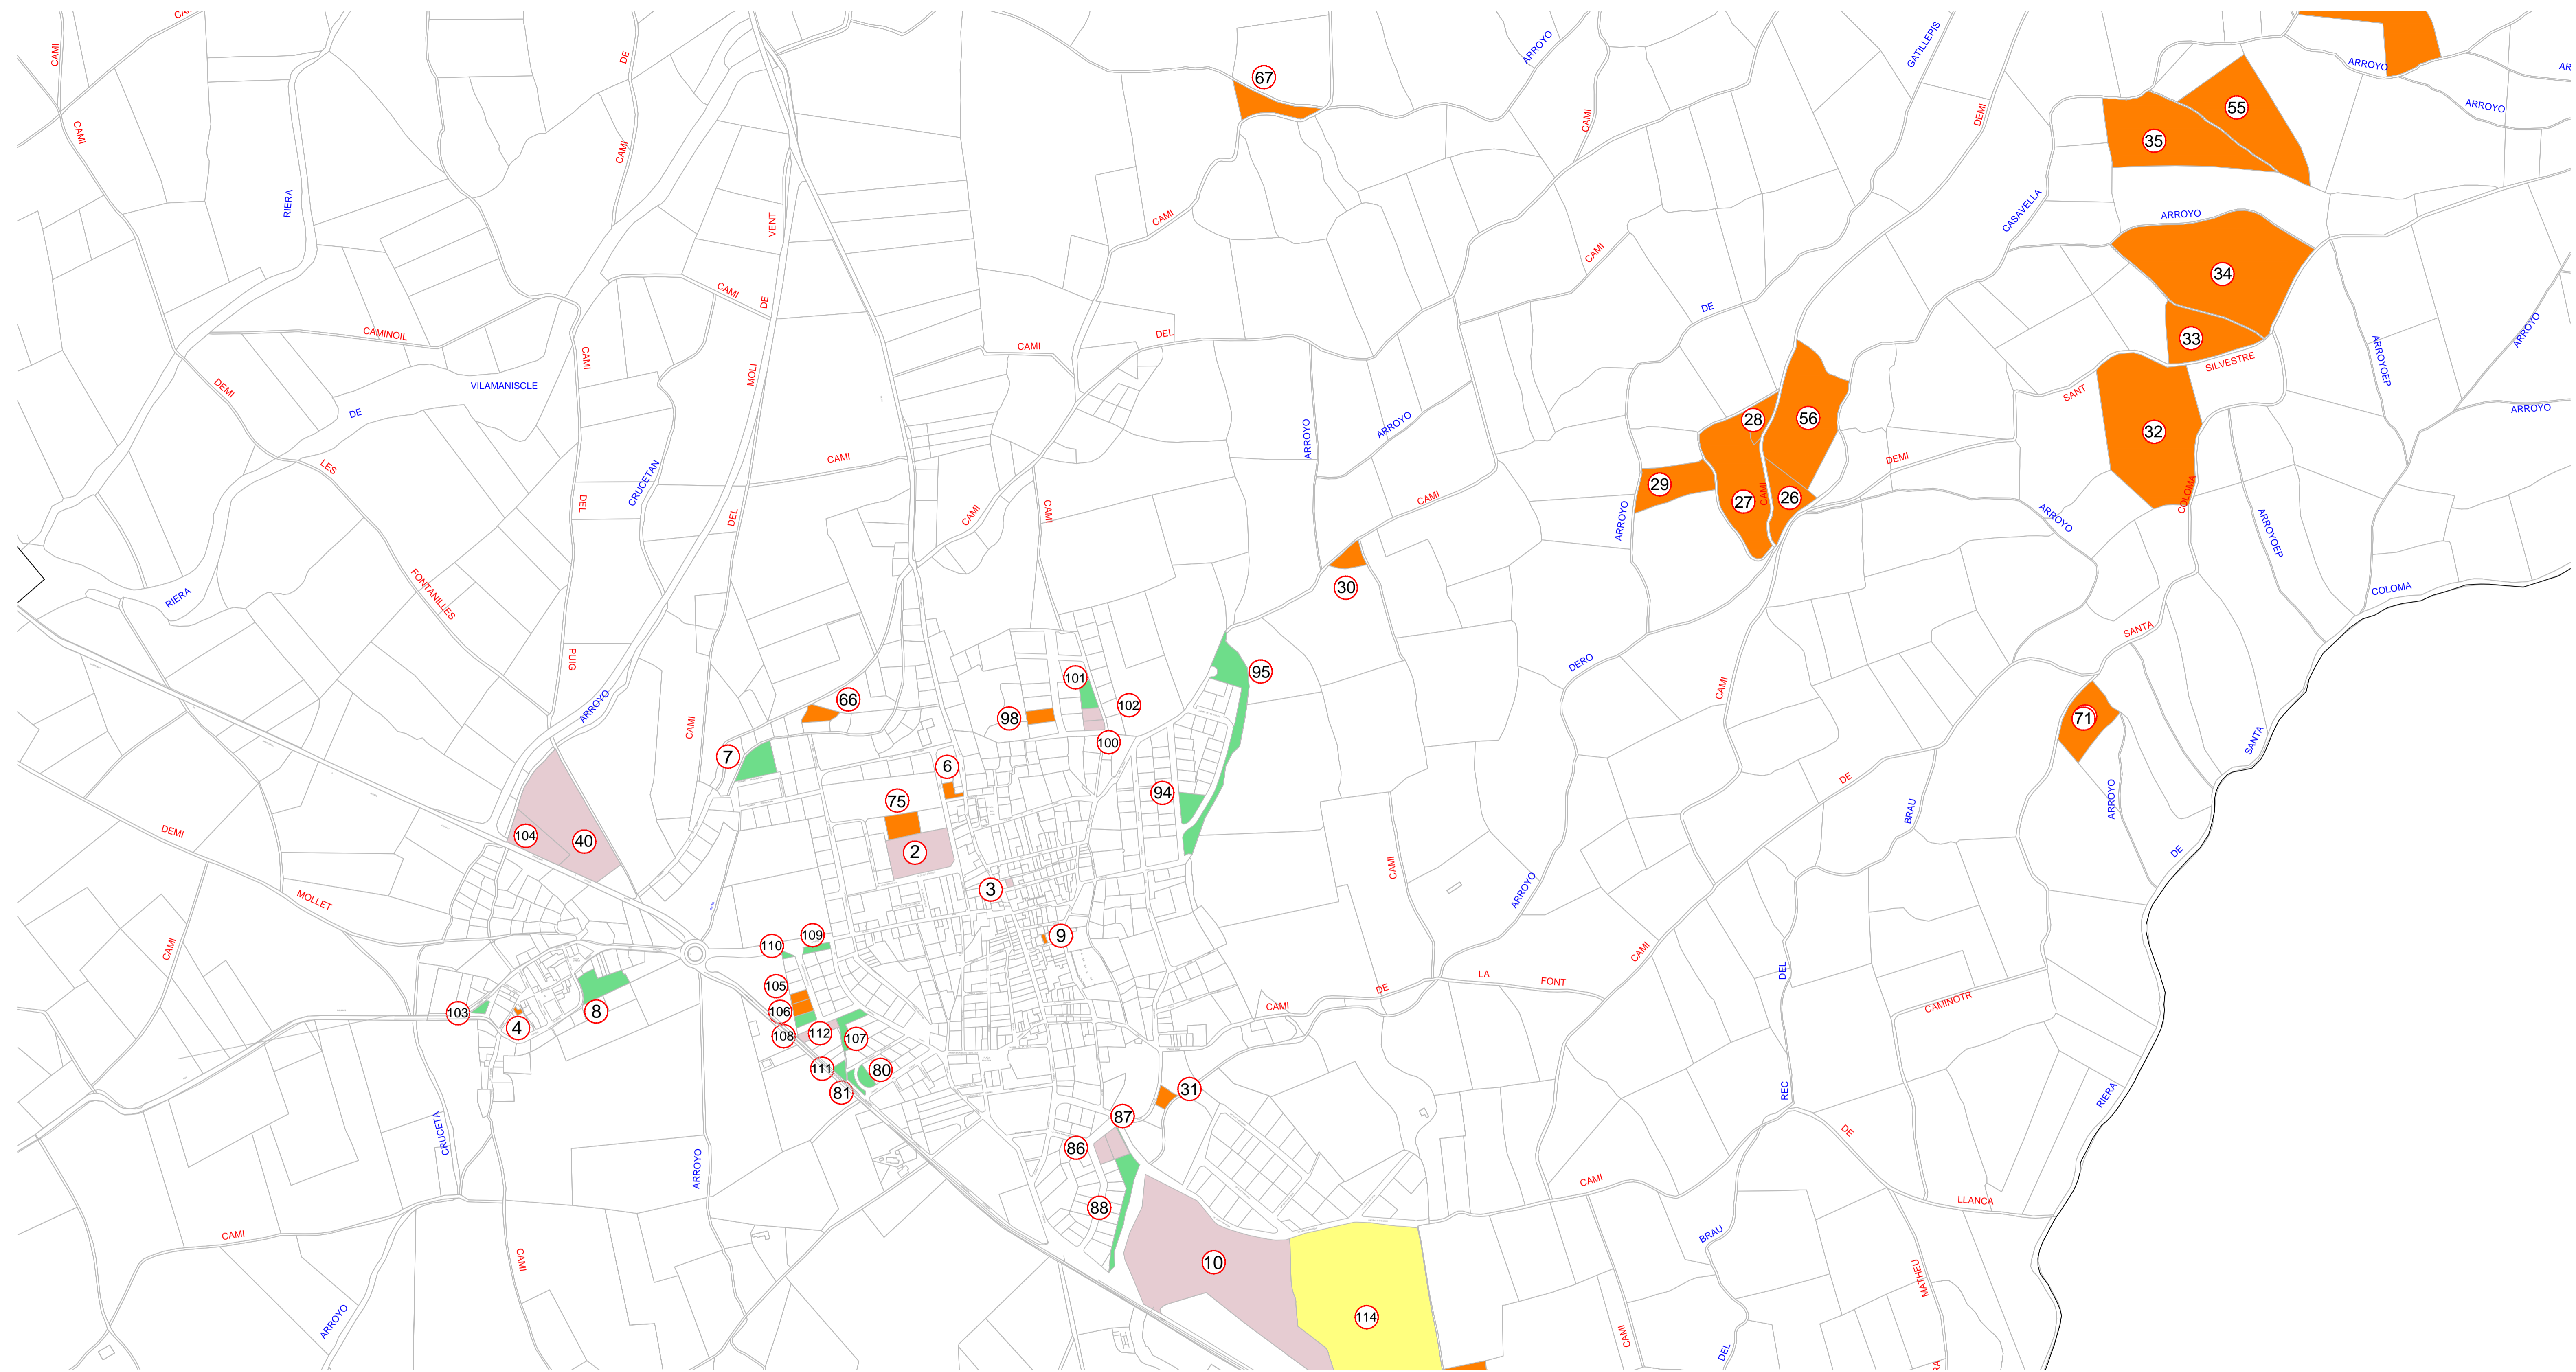 CAMI
ARROYO
GATILLEPIS
CAMI
DE
ARROYO
67
55
ARROYO
DEMI
CAMI
CAMI
35
CAMI
RIERA
CASAVELLA
ARROYO
CAMI
VENT
CAMI
34
CAMI
DE
DE
ARROYO
CAMINOIL
DEL
33
CAMI
CAMI
SILVESTRE
ARROYOEP
MOLI
VILAMANISCLE
DEMI
SANT
DE
28
56
ARROYO
ARROYO
ARROYO
32
CAMI
DEMI
LES
CRUCETAN
29
CAMI
DEL
CAMI
CAMI
27
26
COLOMA
DEL
CAMI
ARROYO
ARROYO
ARROYOEP
30
COLOMA
FONTANILLES
RIERA
SANTA
PUIG
DERO
95
101
CAMI
66
102
ARROYO
98
71
CAMI
100
SANTA
7
6
DE
94
ARROYO
75
BRAU
DEMI
104
40
2
DE
CAMI
3
ARROYO
MOLLET
109
9
110
CAMI
CAMI
DEL
LA
FONT
105
DE
CAMI
CAMINOTR
106
103
8
4
112
108
107
111
80
81
31
REC
RIERA
87
CRUCETA
DE
86
ARROYO
CAMI
LLANCA
88
CAMI
BRAU
CAMI
10
MATHEU
114
ARROYO
CAMI
DEL